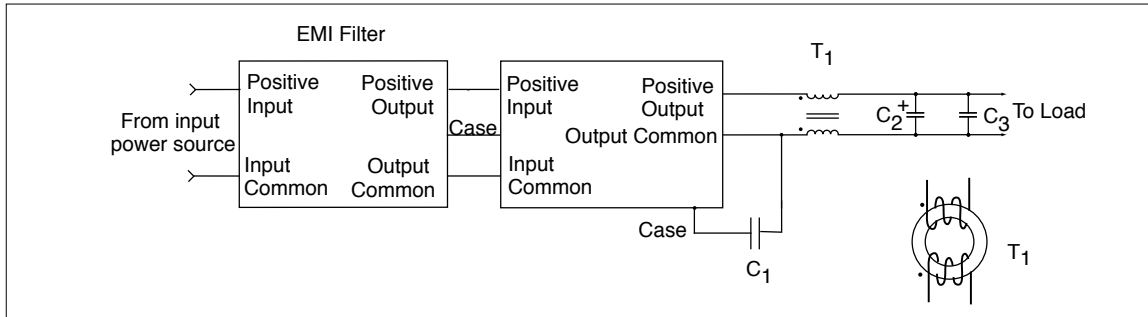 EMI Filter
From input
power source
Positive
Input
Positive
Output
Input
Common
Output
Common
Case
Positive
Input
Positive
Output
Output Common
Input
Common
Case
C1
T1
C2
+
C3
To Load
T1